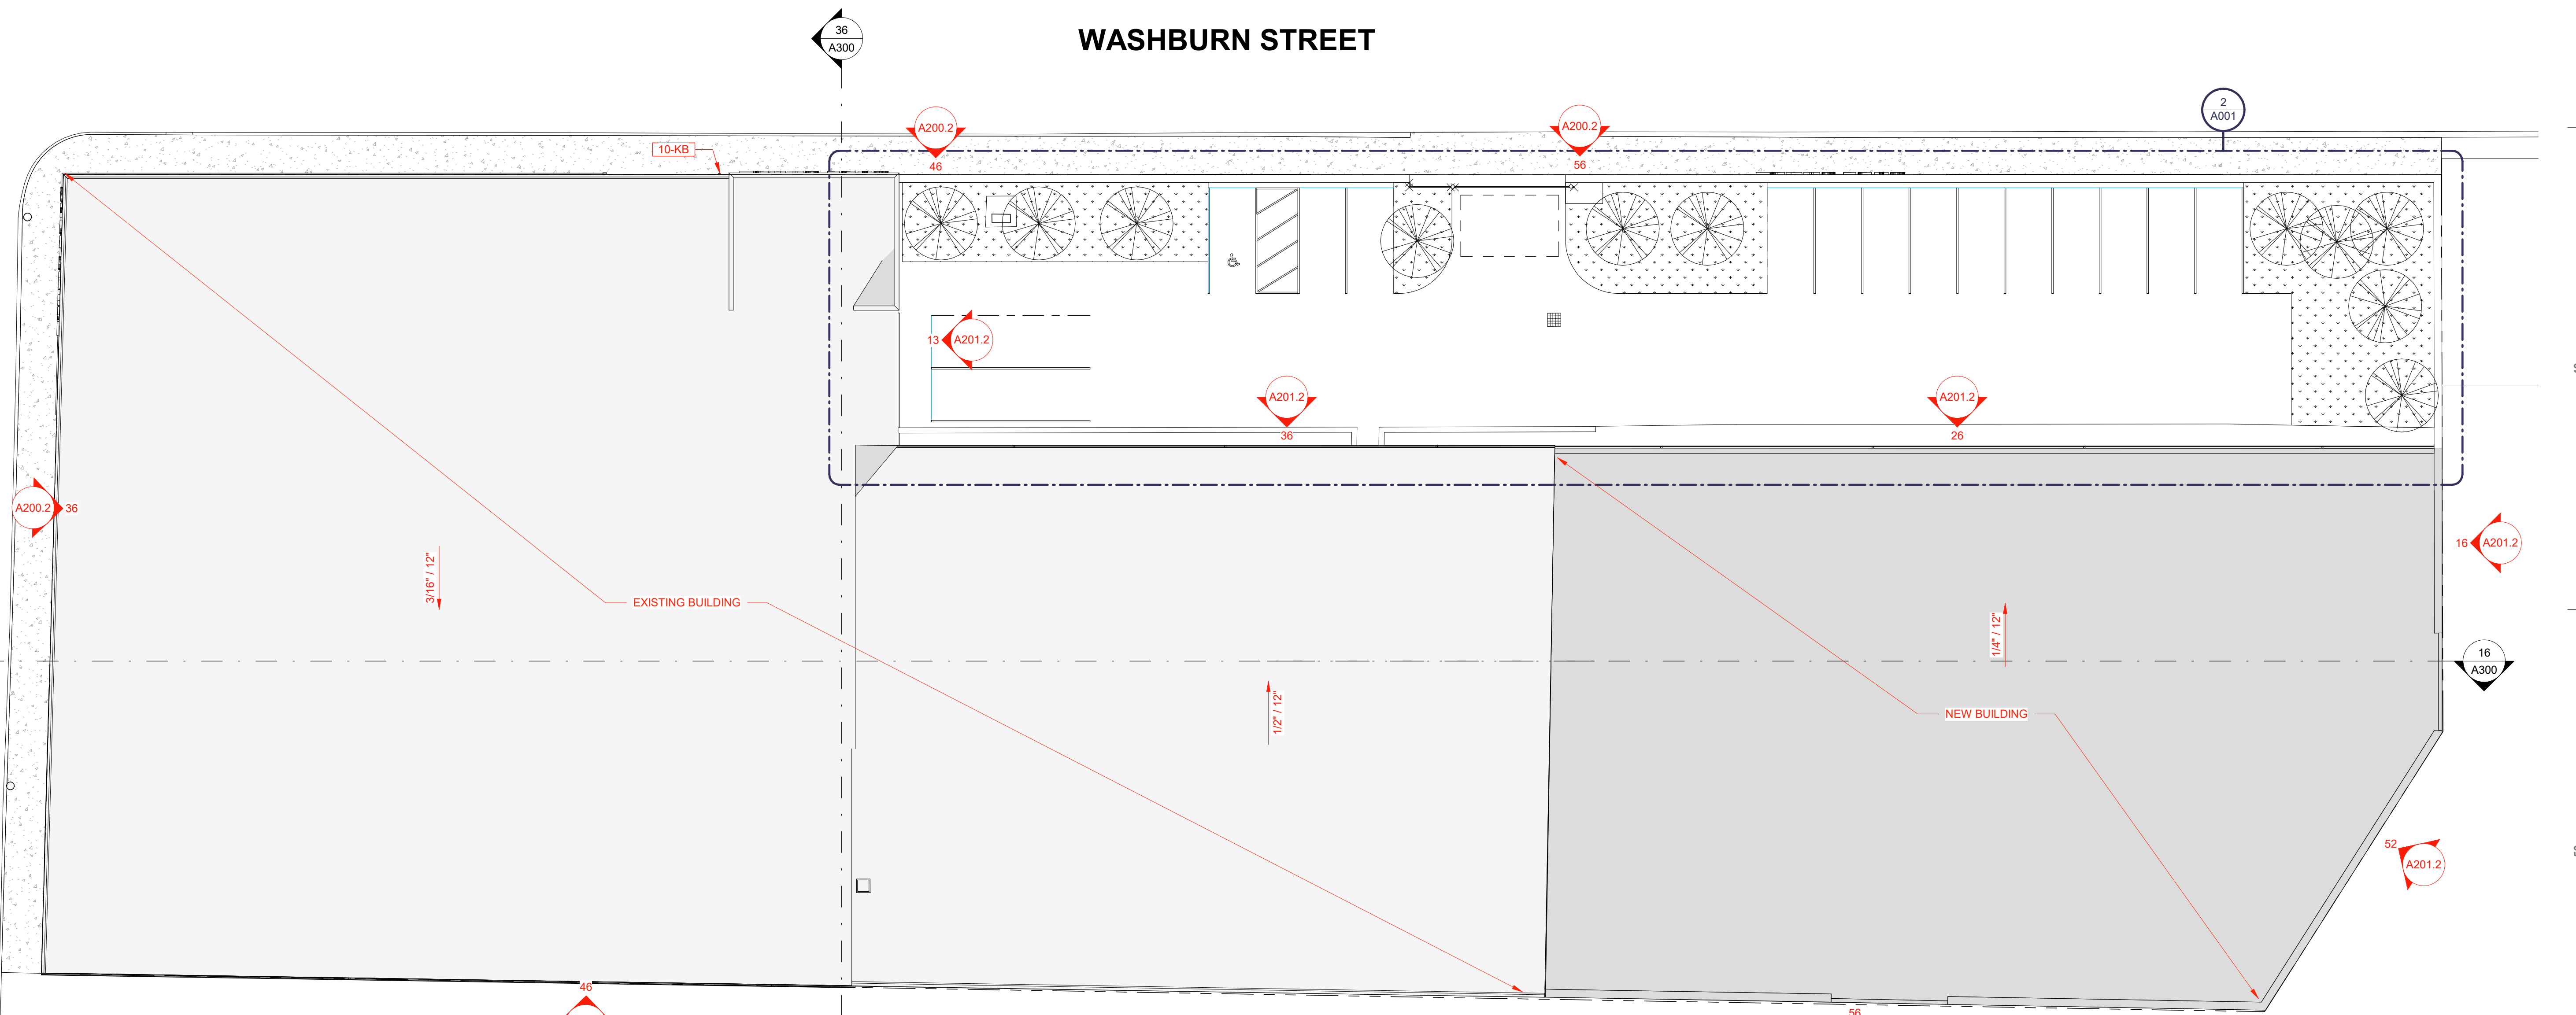 36
A300
WASHBURN STREET
2
A001
A200.2
46
A200.2
56
10-KB
13
A201.2
A201.2
36
A201.2
26
A200.2
36
16
A201.2
3/16" / 12"
EXISTING BUILDING
1/4" / 12"
16
A300
1/2" / 12"
NEW BUILDING
52
A201.2
46
56